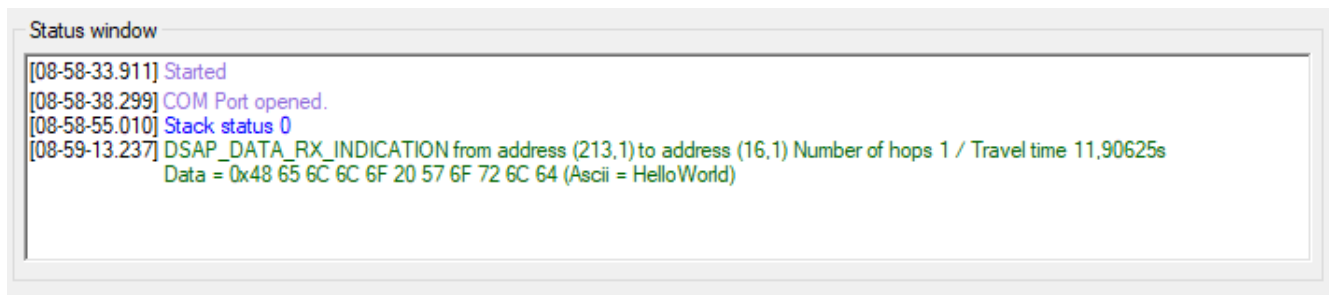 Status window
[08-58-33.911] Started
[08-58-38.299] COM Port opened.
[08-58-55.010] Stack status 0
[08-59-13.237] DSAP_DATA_RX_INDICATION from address (213,1) to address (16,1) Number of hops 1 / Travel time 11,90625s
Data = 0x48 65 6C 6C 6F 20 57 6F 72 6C 64 (Ascii = HelloWorld)